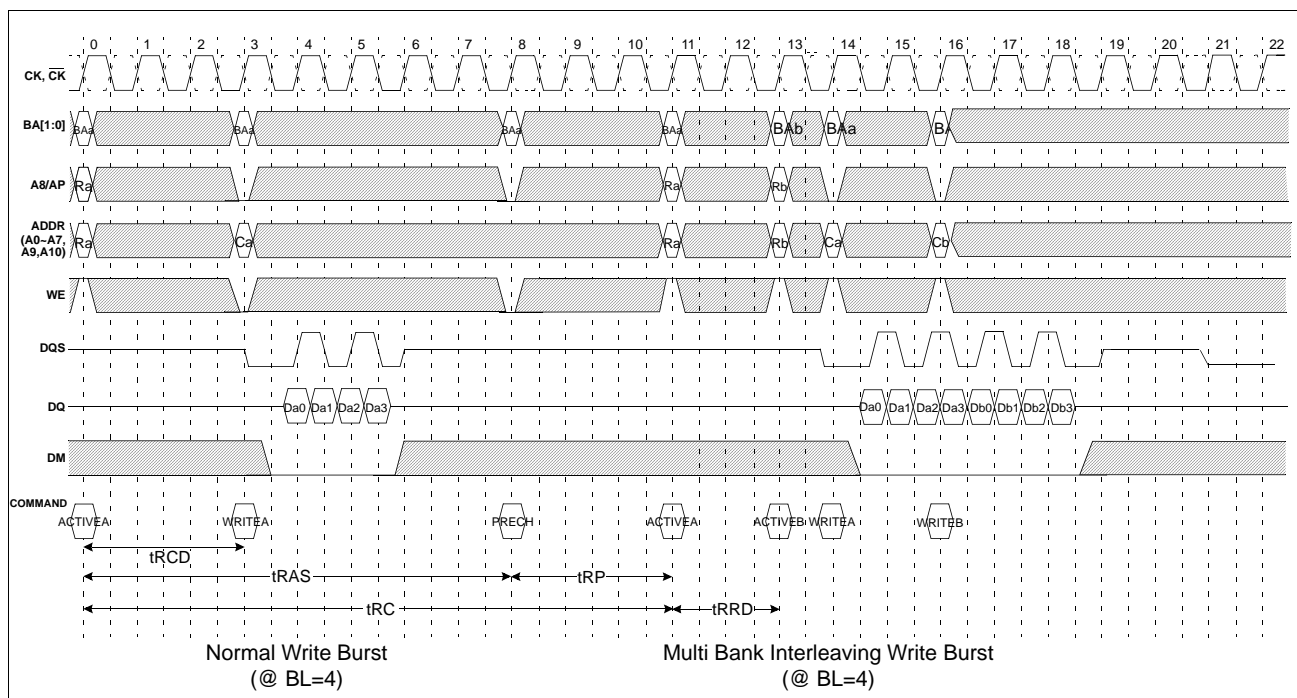 0 1 2 3 4 5 6 7 8 9 10 11 12 13 14 15 16 17 18 19 20 21 22
CK, CK
BA[1:0] BAa BAa BAa BAa BAb BAa BA
A8/AP Ra Ra Rb
ADDR
(A0~A7,
A9,A10)
Ra Ca Ra Rb Ca Cb
WE
DQS
DQ Da0 Da1 Da2 Da3 Da0 Da1 Da2 Da3 Db0 Db1 Db2 Db3
DM
COMMAND
ACTIVEA WRITEA PRECH ACTIVEA ACTIVEB WRITEA WRITEB
tRCD
tRAS tRP
tRC tRRD
Normal Write Burst
(@ BL=4)
Multi Bank Interleaving Write Burst
(@ BL=4)